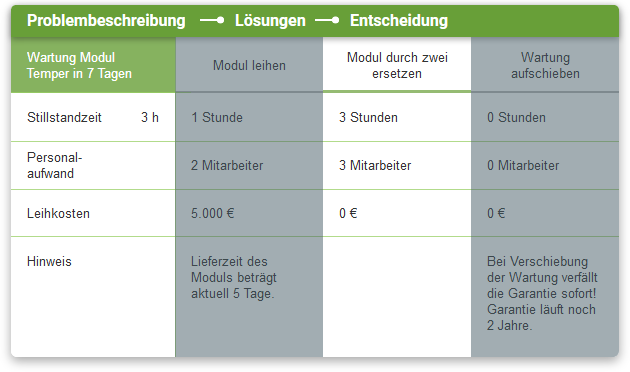 Problembeschreibung Lösungen Entscheidung
Wartung Modul
Temper in 7 Tagen
Modul leihen
Modul durch zwei
ersetzen
Wartung
aufschieben
Stillstandzeit 3 h 1 Stunde 3 Stunden 0 Stunden
Personal-
aufwand
2 Mitarbeiter 3 Mitarbeiter 0 Mitarbeiter
Leihkosten 5.000 € 0 € 0 €
Hinweis
Lieferzeit des
Moduls beträgt
aktuell 5 Tage.
Bei Verschiebung
der Wartung verfällt
die Garantie sofort!
Garantie läuft noch
2 Jahre.